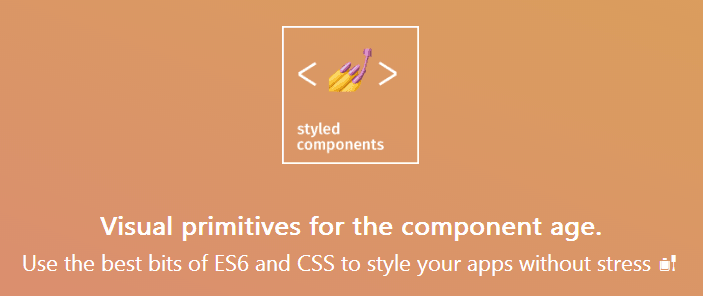 < 💅 >
styled
components
Visual primitives for the component age.
Use the best bits of ES6 and CSS to style your apps without stress 🛍